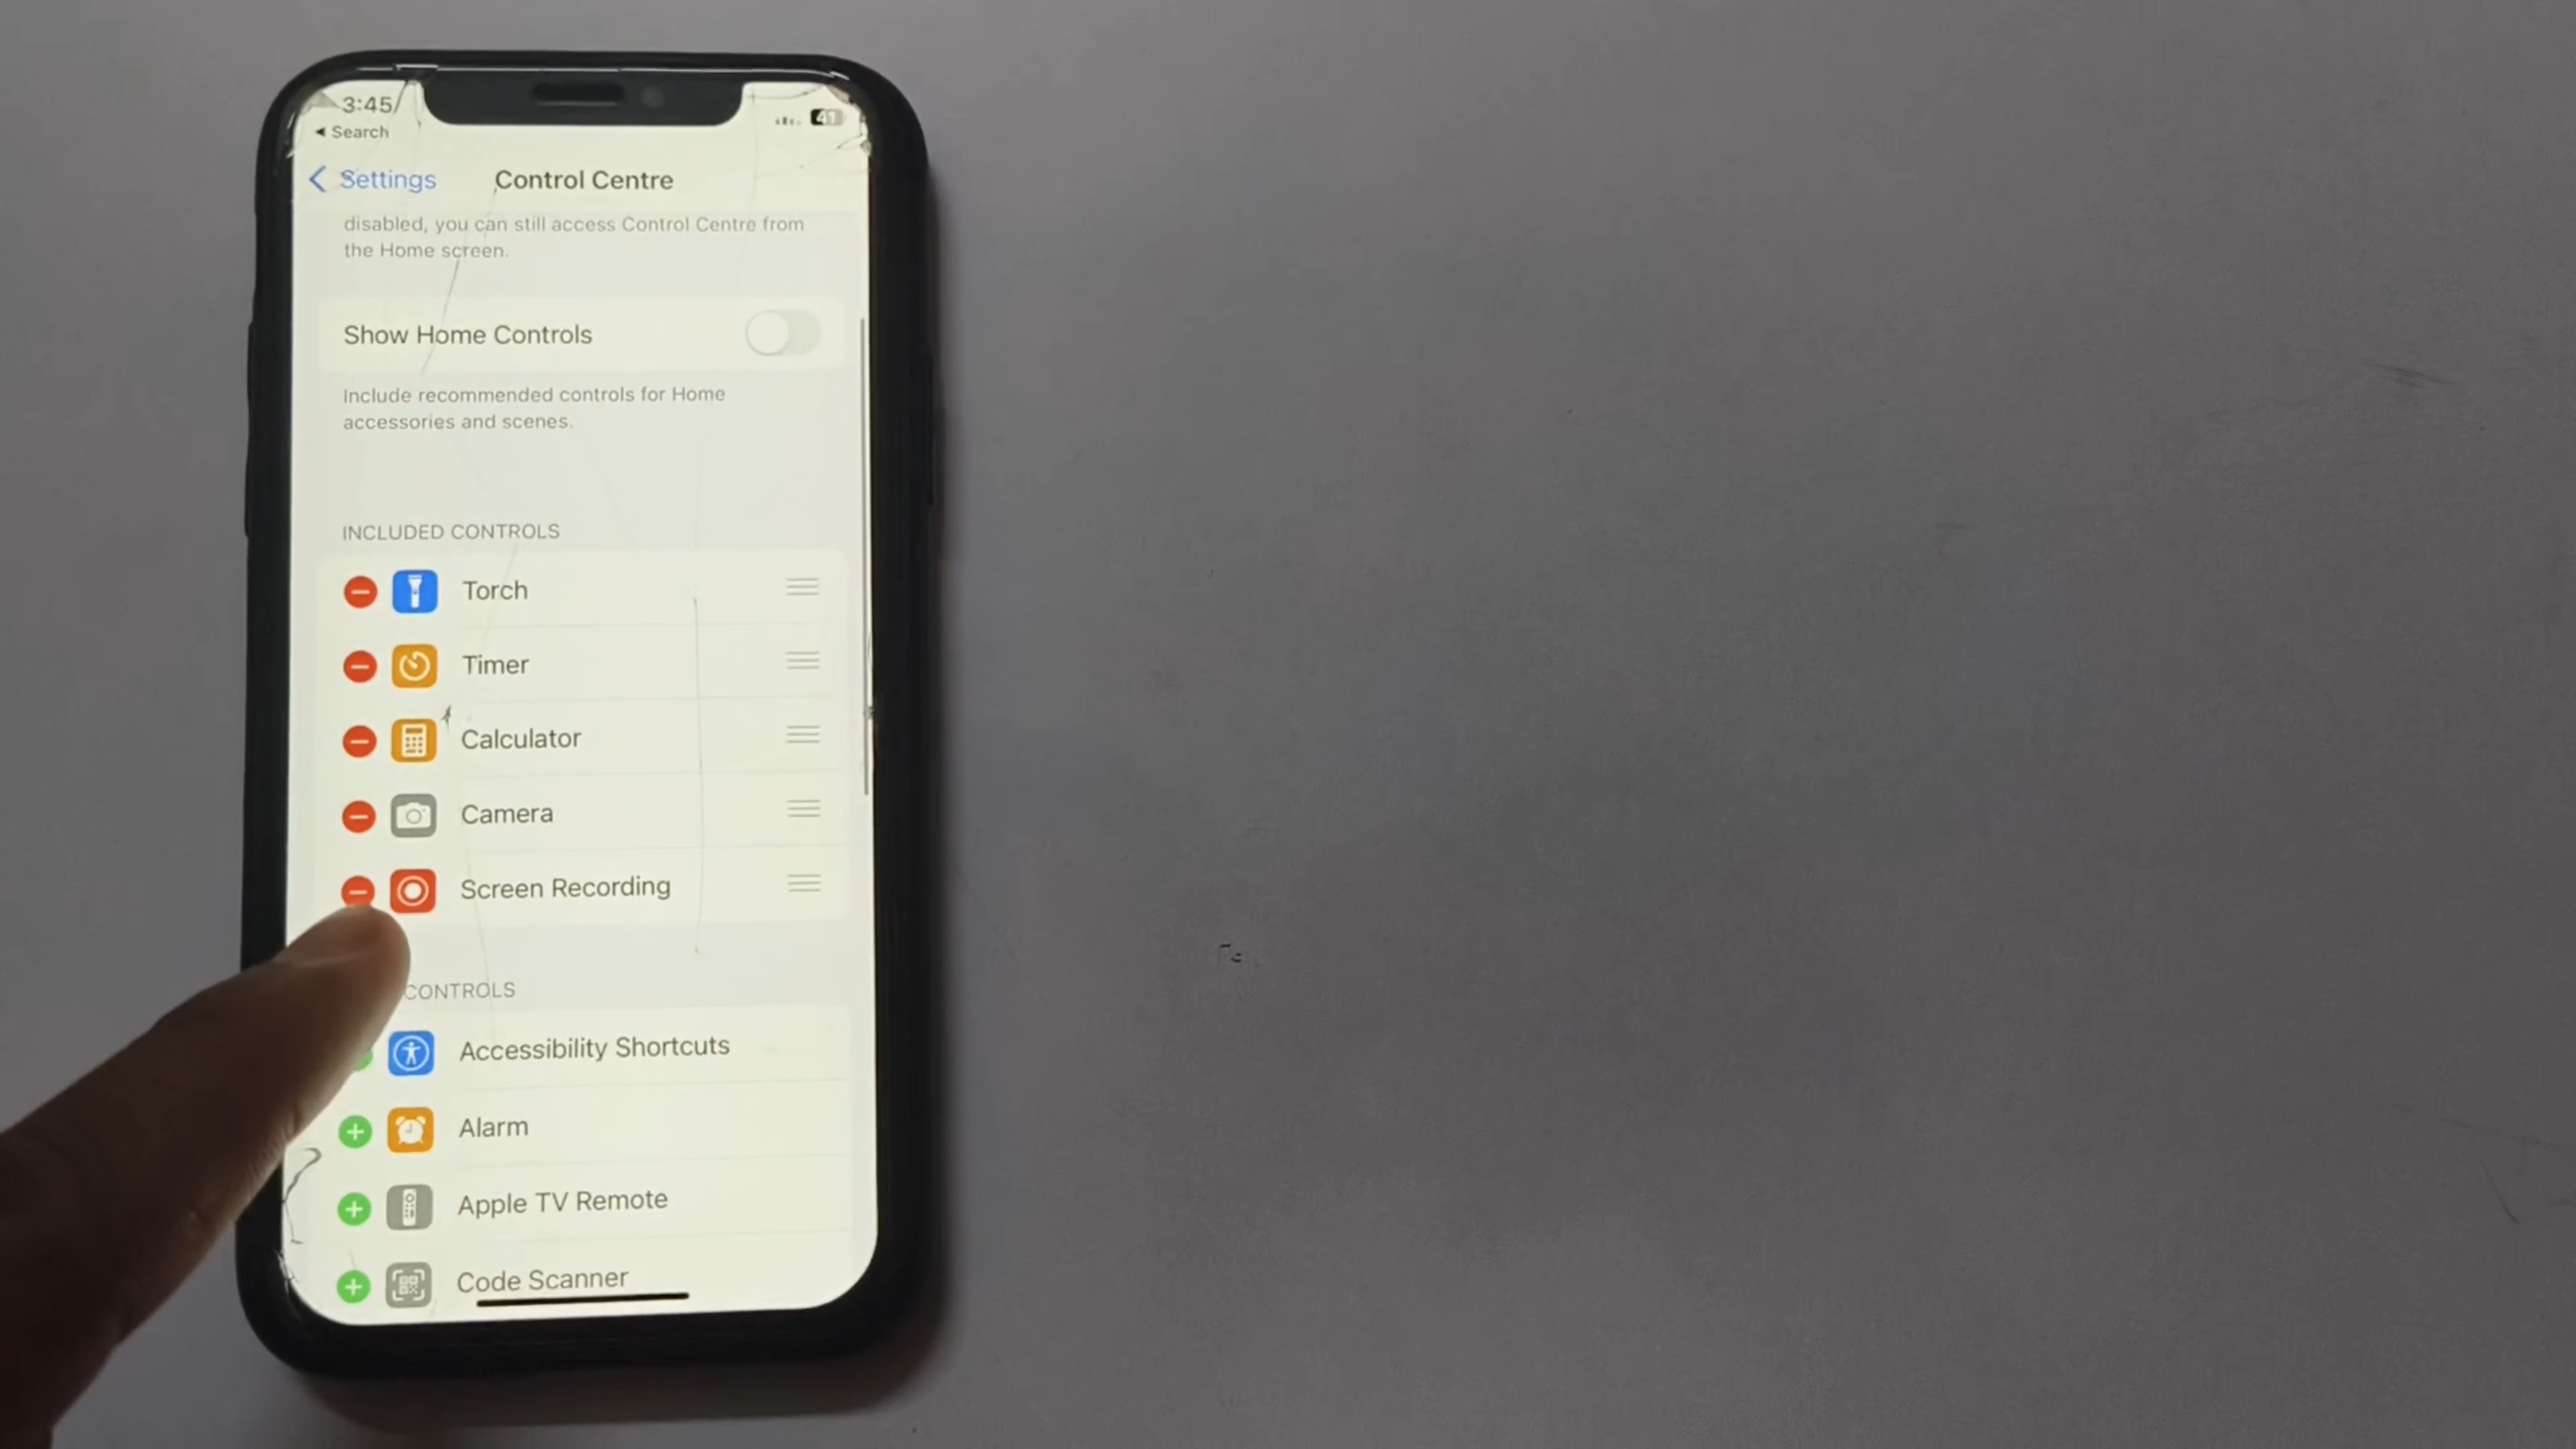 3:45
41
◀ Search
Settings
Control Centre
disabled, you can still access Control Centre from
the Home screen.
Show Home Controls
Include recommended controls for Home
accessories and scenes.
INCLUDED CONTROLS
Torch
Timer
Calculator
Camera
Screen Recording
CONTROLS
Accessibility Shortcuts
Alarm
Apple TV Remote
Code Scanner